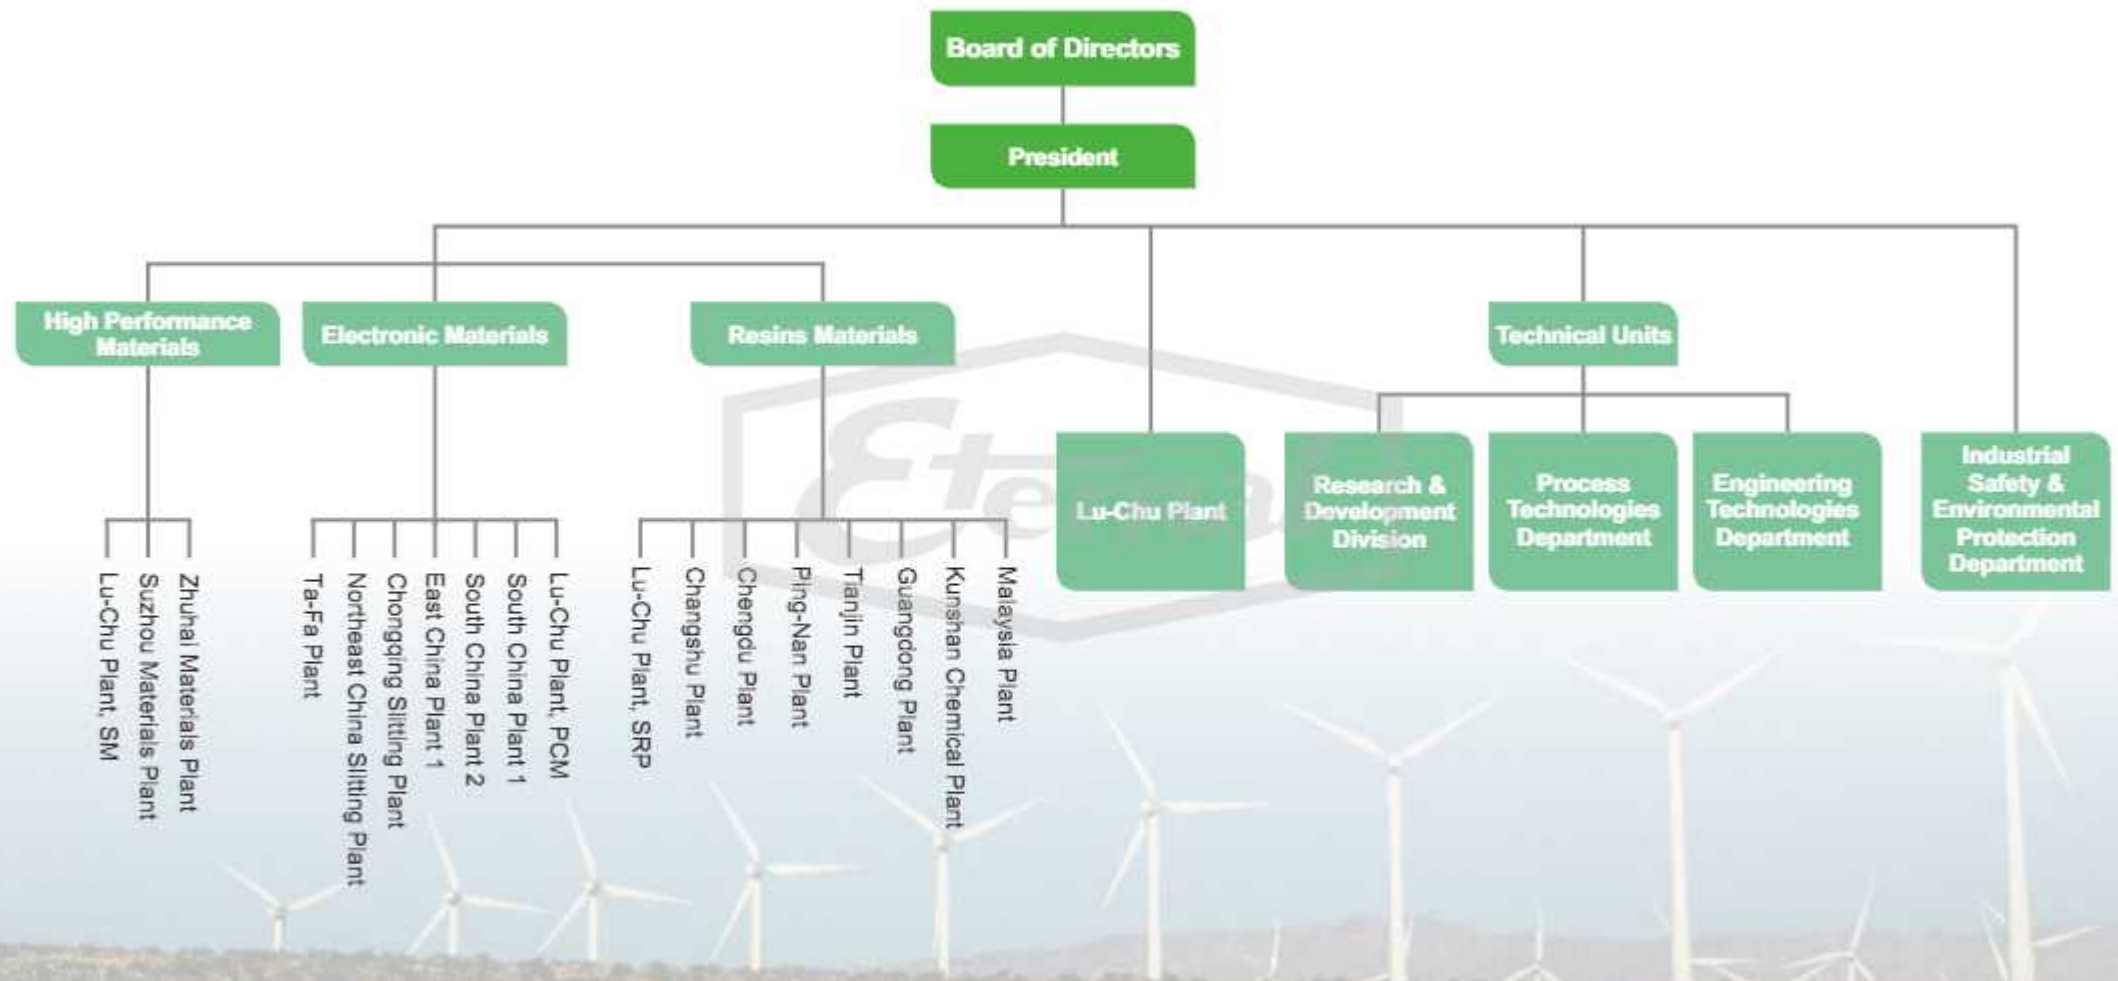 Board of Directors
President
High Performance
Materials
Electronic Materials
Resins Materials
Technical Units
Lu-Chu Plant
Research &
Development
Division
Process
Technologies
Department
Engineering
Technologies
Department
Industrial
Safety &
Environmental
Protection
Department
Lu-Chu Plant, SM
Suzhou Materials Plant
Zhuhai Materials Plant
Ta-Fa Plant
Northeast China Slitting Plant
Chongqing Slitting Plant
East China Plant 1
South China Plant 2
South China Plant 1
Lu-Chu Plant, PCM
Lu-Chu Plant, SRP
Changshu Plant
Chengdu Plant
Ping-Nan Plant
Tianjin Plant
Guangdong Plant
Kunshan Chemical Plant
Malaysia Plant
Eternal